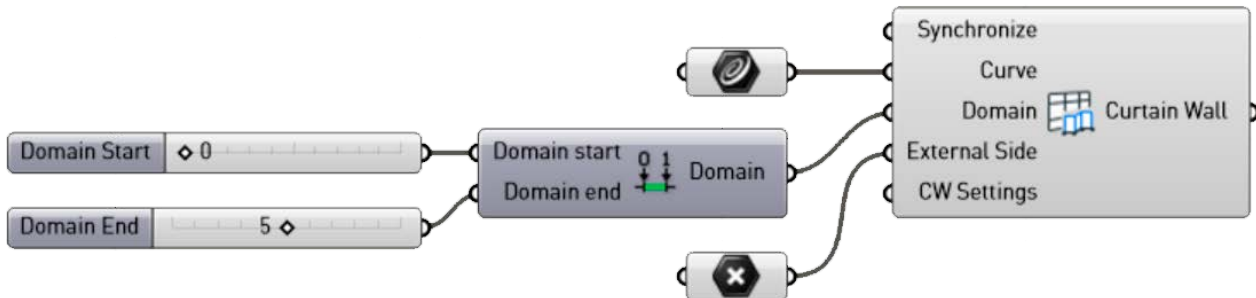 Synchronize
Curve
Domain Curtain Wall
External Side
CW Settings
Domain Start 0
Domain End 5
Domain start 0 1 Domain
Domain end